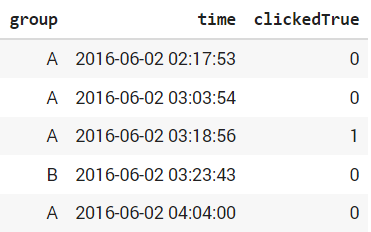 group time clickedTrue
A 2016-06-02 02:17:53 0
A 2016-06-02 03:03:54 0
A 2016-06-02 03:18:56 1
B 2016-06-02 03:23:43 0
A 2016-06-02 04:04:00 0